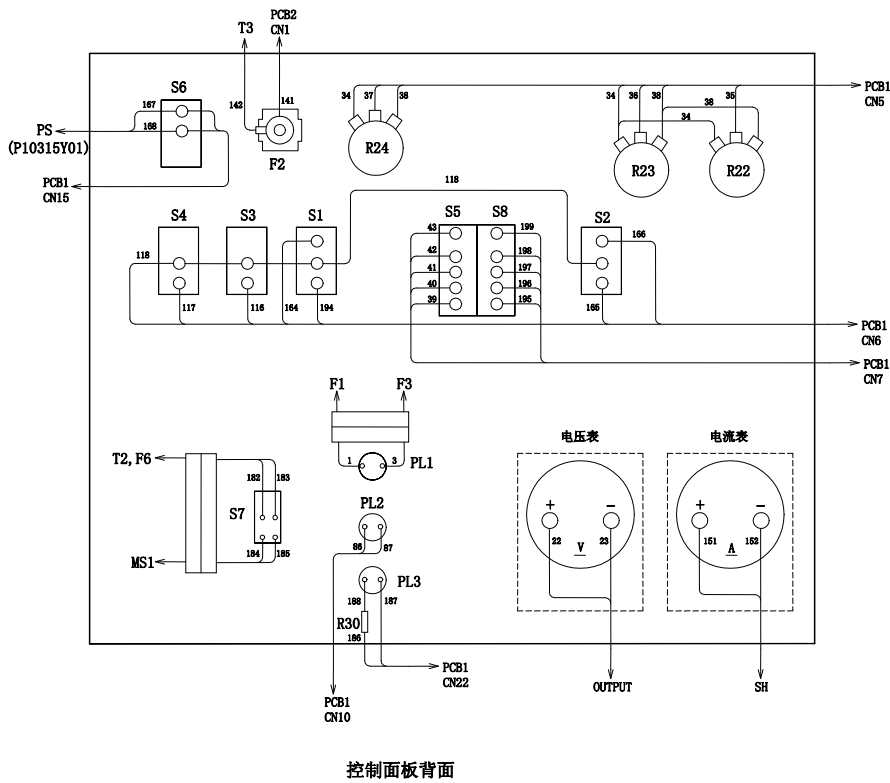 PCB2
CN1
T3
S6
167
168
142
141
F2
34
37
38
R24
34
36
38
35
38
34
R23
R22
PCB1
CN5
PS
(P10315Y01)
PCB1
CN15
118
S4
S3
S1
S5
S8
S2
118
117
116
164
194
43
42
41
40
39
199
198
197
196
195
166
165
PCB1
CN6
PCB1
CN7
F1
F3
1
3
PL1
电压表
电流表
T2,F6
182
183
S7
184
185
MS1
PL2
86
87
PL3
188
187
R30
186
+
−
22
V
23
+
−
151
A
152
PCB1
CN22
PCB1
CN10
OUTPUT
SH
控制面板背面